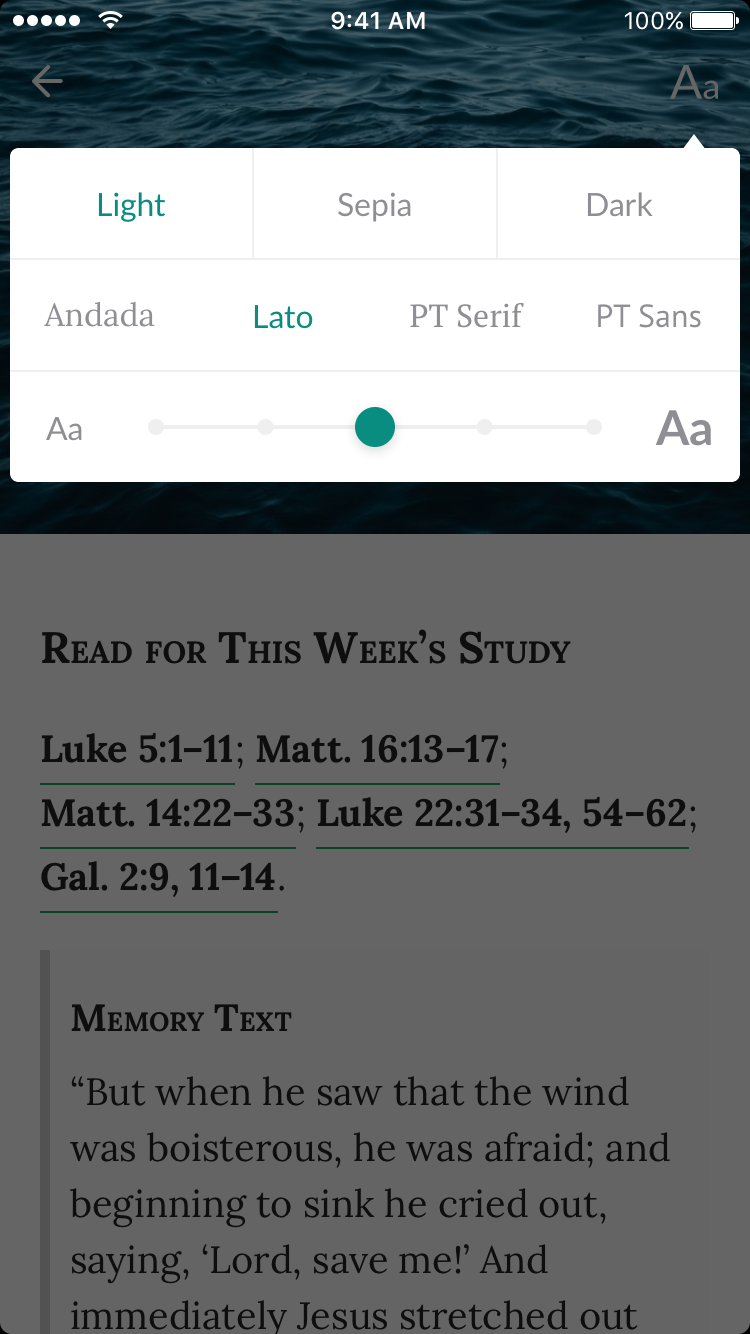 9:41 AM 100%
Aa
Light Sepia Dark
Andada Lato PT Serif PT Sans
Aa Aa
Read for This Week’s Study
Luke 5:1–11; Matt. 16:13–17;
Matt. 14:22–33; Luke 22:31–34, 54–62;
Gal. 2:9, 11–14.
Memory Text
“But when he saw that the wind
was boisterous, he was afraid; and
beginning to sink he cried out,
saying, ‘Lord, save me!’ And
immediately Jesus stretched out